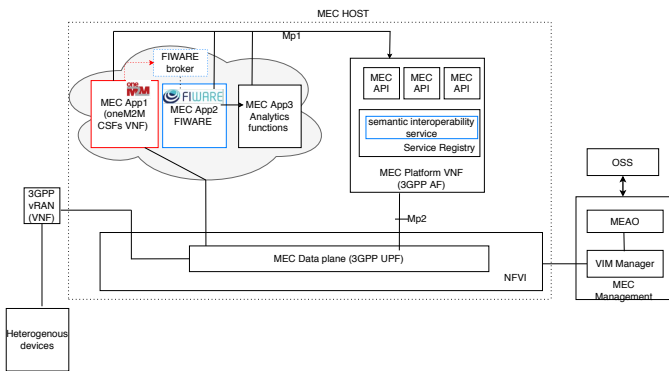 MEC HOST
Mp1
FIWARE
broker
one
M2M
MEC App1
(oneM2M
CSFs VNF)
FIWARE
MEC App2
FIWARE
MEC App3
Analytics
functions
MEC
API
MEC
API
MEC
API
semantic interoperability
service
Service Registry
MEC Platform VNF
(3GPP AF)
OSS
3GPP
vRAN
(VNF)
Mp2
MEAO
MEC Data plane (3GPP UPF)
VIM Manager
NFVI
MEC
Management
Heterogenous
devices